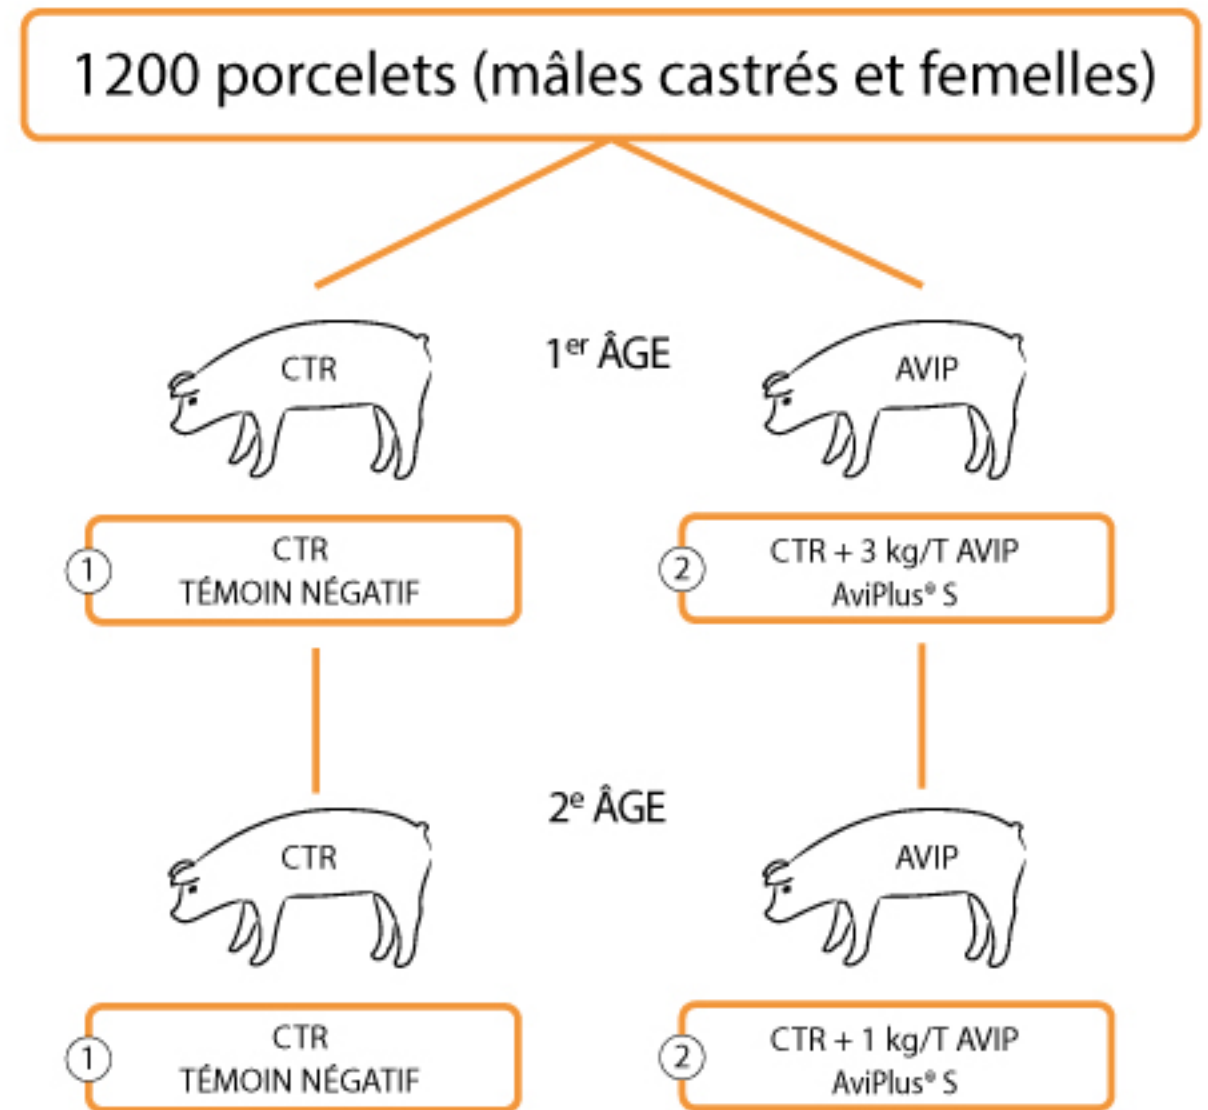 1200 porcelets (mâles castrés et femelles)
1er ÂGE
CTR
AVIP
1
CTR
TÉMOIN NÉGATIF
2
CTR + 3 kg/T AVIP
AviPlus® S
2e ÂGE
CTR
AVIP
1
CTR
TÉMOIN NÉGATIF
2
CTR + 1 kg/T AVIP
AviPlus® S